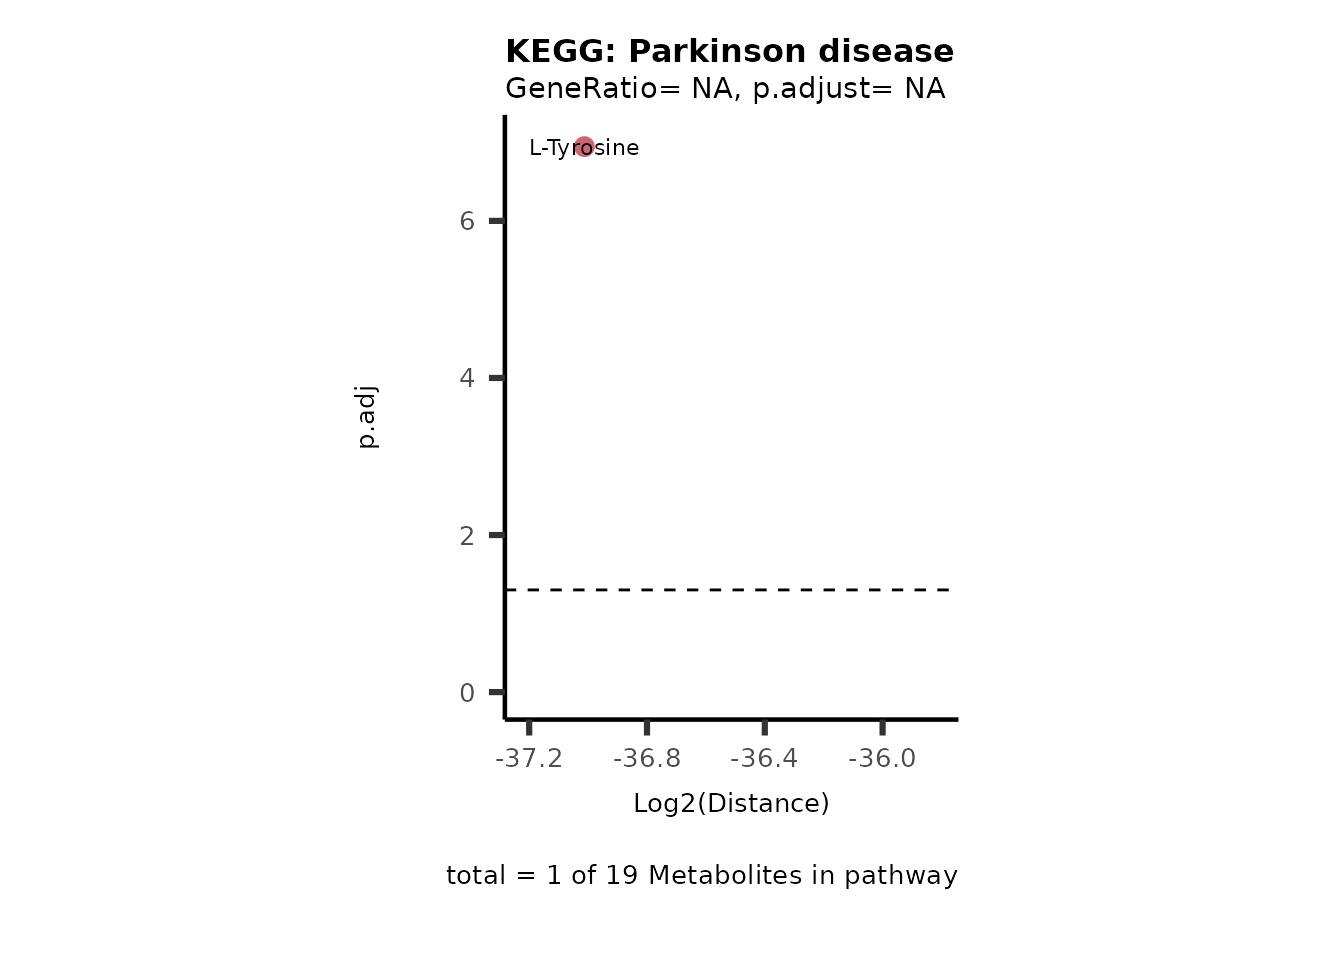 KEGG: Parkinson disease
GeneRatio= NA, p.adjust= NA
L-Tyrosine
6
4
2
0
p.adj
-37.2 -36.8 -36.4 -36.0
Log2(Distance)
total = 1 of 19 Metabolites in pathway